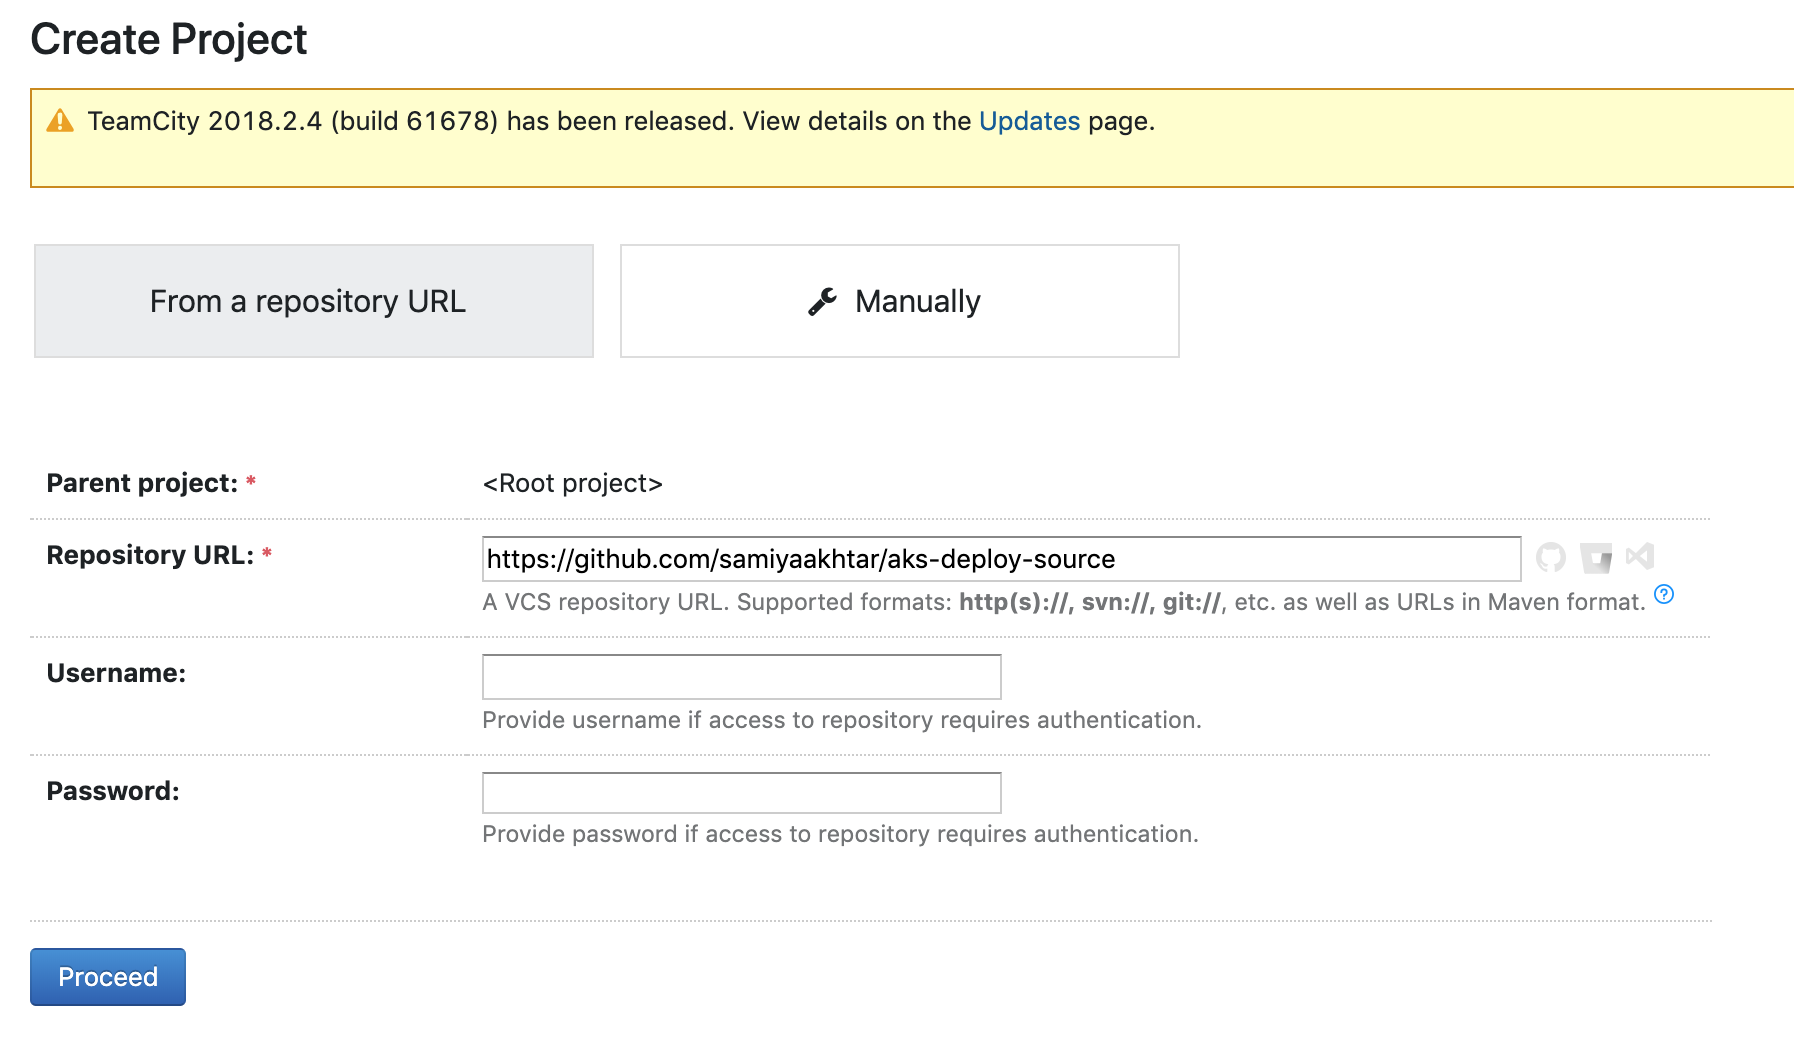 Create Project
TeamCity 2018.2.4 (build 61678) has been released. View details on the Updates page.
From a repository URL
Manually
Parent project: *
<Root project>
Repository URL: *
https://github.com/samiyaakhtar/aks-deploy-source
A VCS repository URL. Supported formats: http(s)://, svn://, git://, etc. as well as URLs in Maven format. ?
Username:
Provide username if access to repository requires authentication.
Password:
Provide password if access to repository requires authentication.
Proceed